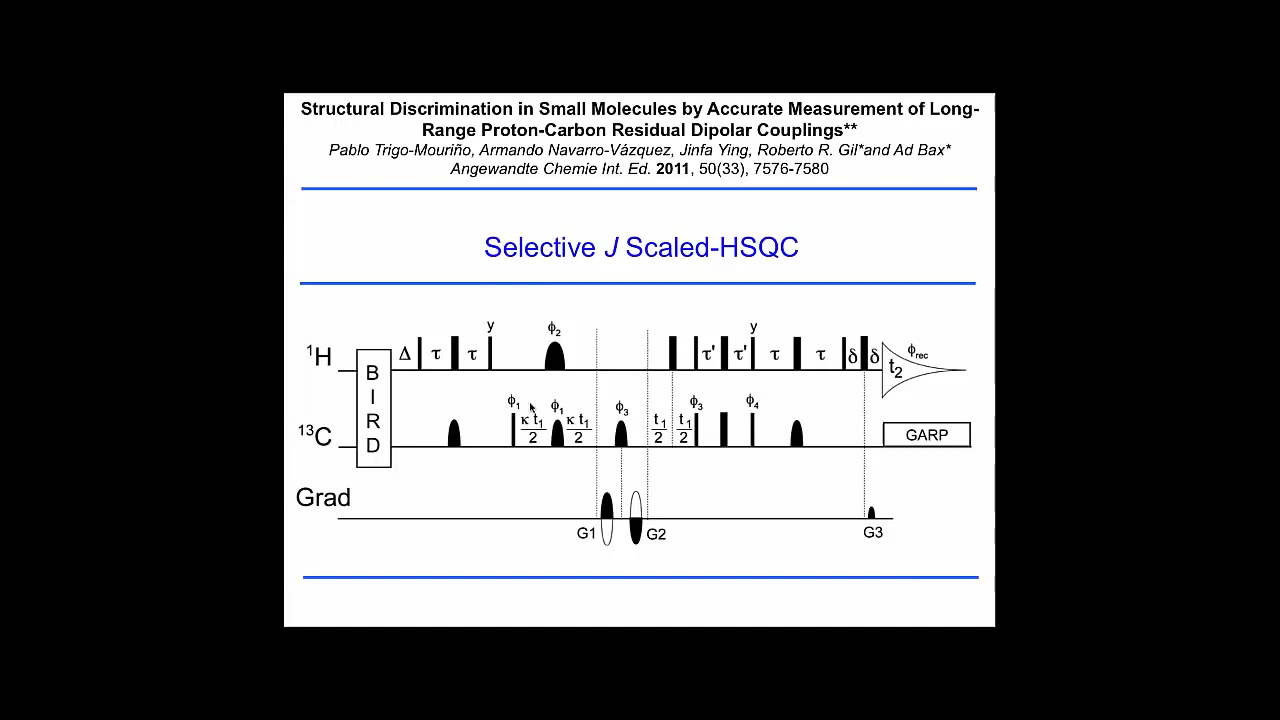 Structural Discrimination in Small Molecules by Accurate Measurement of Long-
Range Proton-Carbon Residual Dipolar Couplings**
Pablo Trigo-Mouriño, Armando Navarro-Vázquez, Jinfa Ying, Roberto R. Gil*and Ad Bax*
Angewandte Chemie Int. Ed. 2011, 50(33), 7576-7580
Selective J Scaled-HSQC
y ϕ2 y ϕrec
1H Δ τ τ τ' τ' τ τ δ δ t2
B
I
R
D
ϕ1 ϕ1 ϕ3 ϕ3 ϕ4
13C κ t1/2 κ t1/2 t1/2 t1/2 GARP
Grad
G1 G2 G3